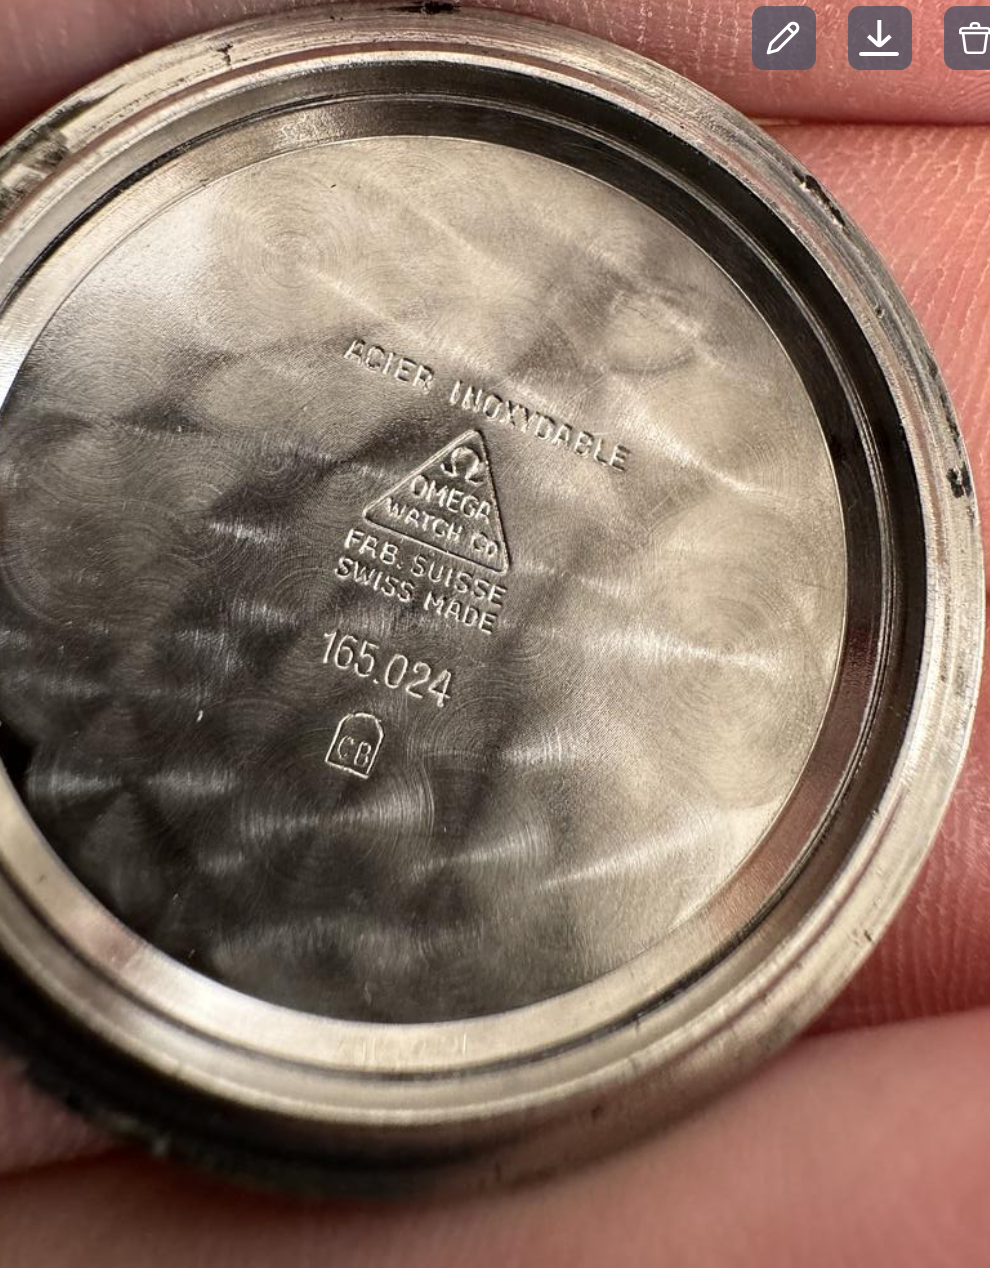 ACIER INOXYDABLE
Ω
OMEGA
WATCH CO
FAB. SUISSE
SWISS MADE
165.024
CB